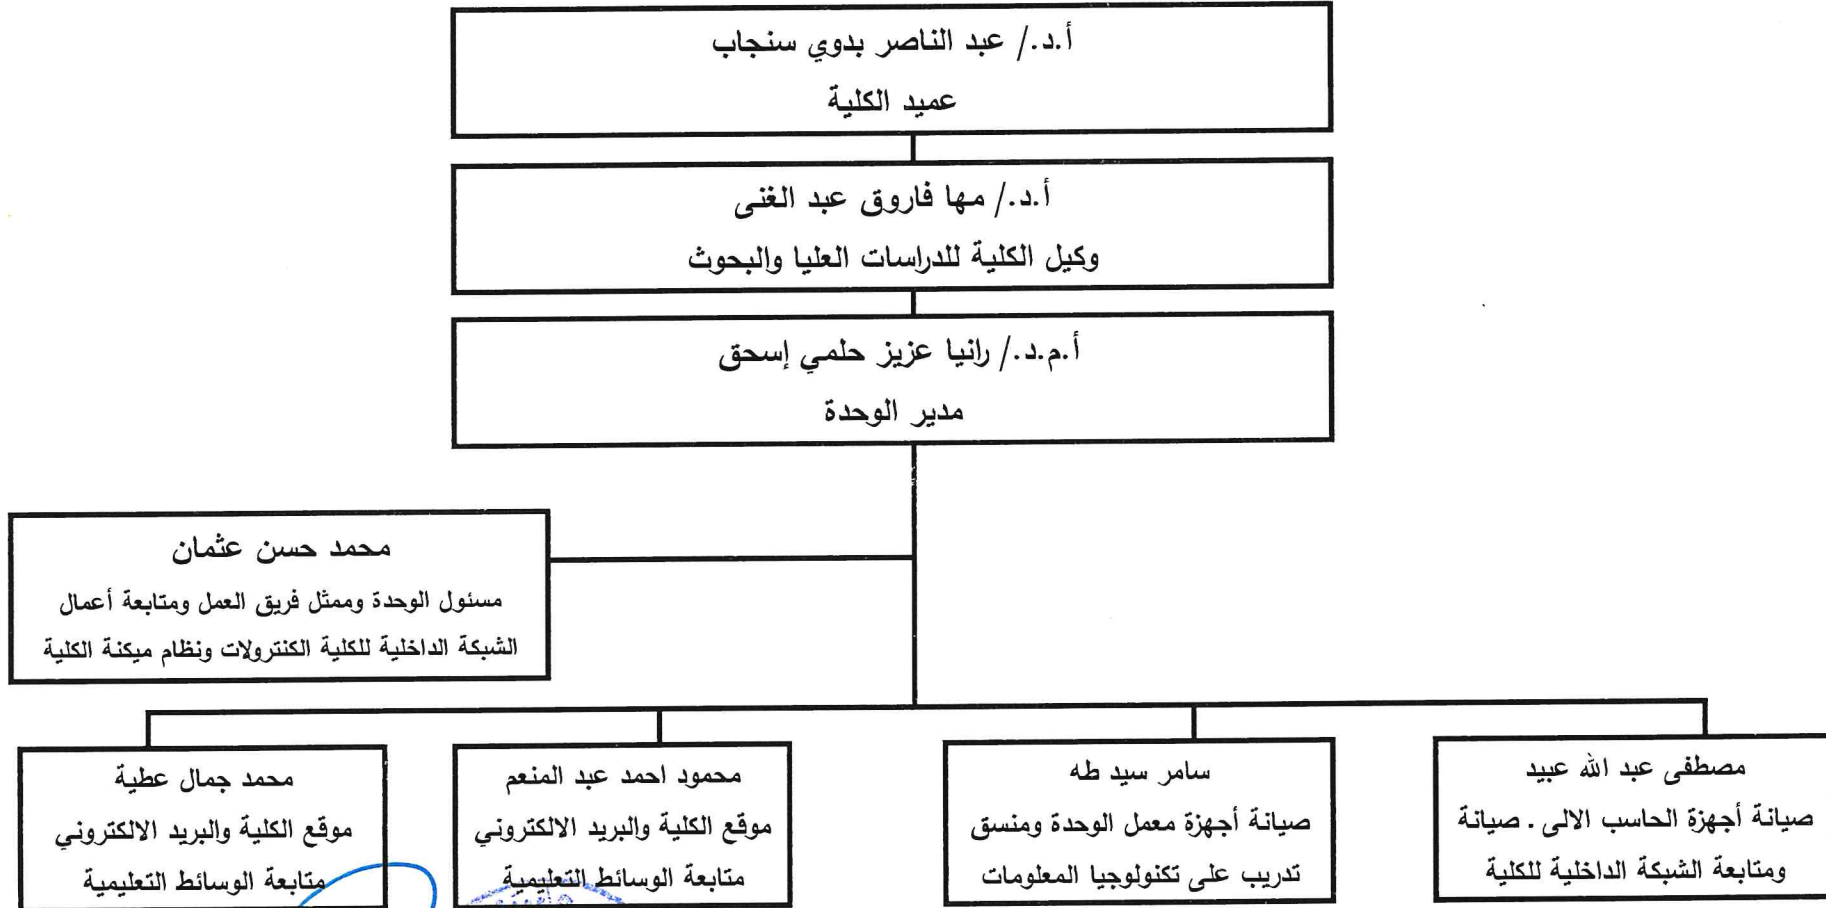 أ.د./ عبد الناصر بدوي سنجاب
عميد الكلية
أ.د./ مها فاروق عبد الغنى
وكيل الكلية للدراسات العليا والبحوث
أ.م.د./ رانيا عزيز حلمي إسحق
مدير الوحدة
محمد حسن عثمان
مسئول الوحدة وممثل فريق العمل ومتابعة أعمال
الشبكة الداخلية للكلية الكنترولات ونظام ميكنة الكلية
مصطفى عبد الله عبيد
صيانة أجهزة الحاسب الالى . صيانة
ومتابعة الشبكة الداخلية للكلية
سامر سيد طه
صيانة أجهزة معمل الوحدة ومنسق
تدريب على تكنولوجيا المعلومات
محمود احمد عبد المنعم
موقع الكلية والبريد الالكتروني
متابعة الوسائط التعليمية
محمد جمال عطية
موقع الكلية والبريد الالكتروني
متابعة الوسائط التعليمية